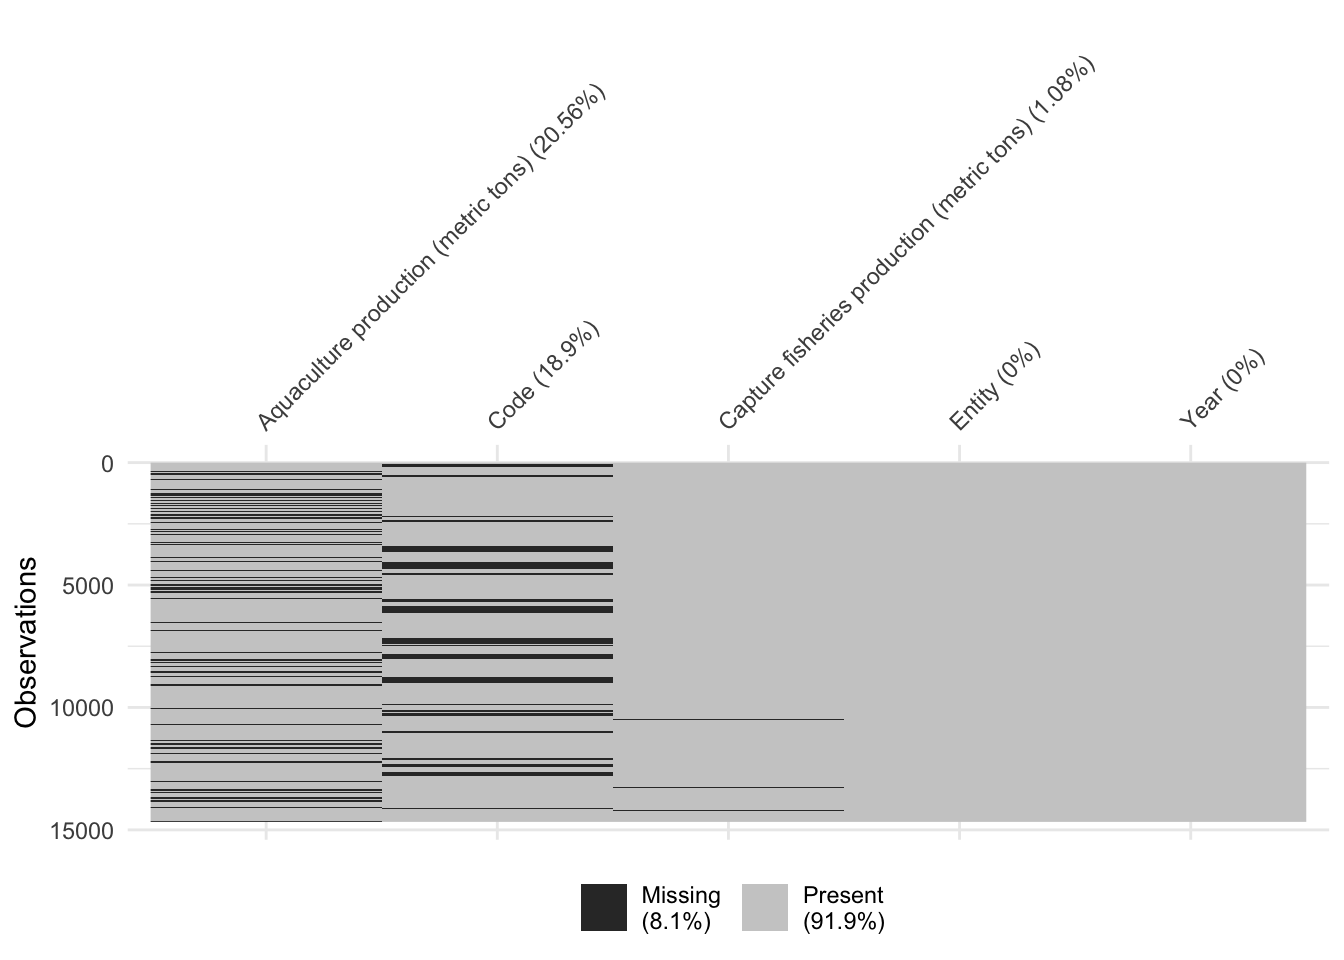 Aquaculture production (metric tons) (20.56%)
Code (18.9%)
Capture fisheries production (metric tons) (1.08%)
Entity (0%)
Year (0%)
Observations
0
5000
10000
15000
Missing
(8.1%)
Present
(91.9%)